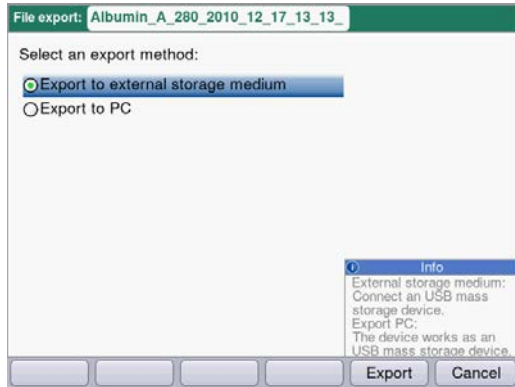 File export: Albumin_A_280_2010_12_17_13_13_
Select an export method:
Export to external storage medium
Export to PC
Info
External storage medium:
Connect an USB mass
storage device.
Export PC:
The device works as an
USB mass storage device.
Export Cancel